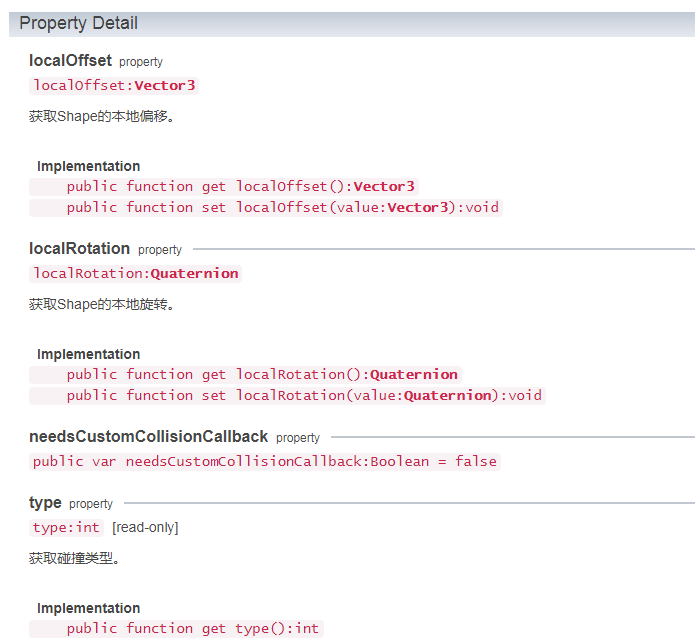 Property Detail
localOffset property
localOffset:Vector3
获取Shape的本地偏移。
Implementation
public function get localOffset():Vector3
public function set localOffset(value:Vector3):void
localRotation property
localRotation:Quaternion
获取Shape的本地旋转。
Implementation
public function get localRotation():Quaternion
public function set localRotation(value:Quaternion):void
needsCustomCollisionCallback property
public var needsCustomCollisionCallback:Boolean = false
type property
type:int [read-only]
获取碰撞类型。
Implementation
public function get type():int